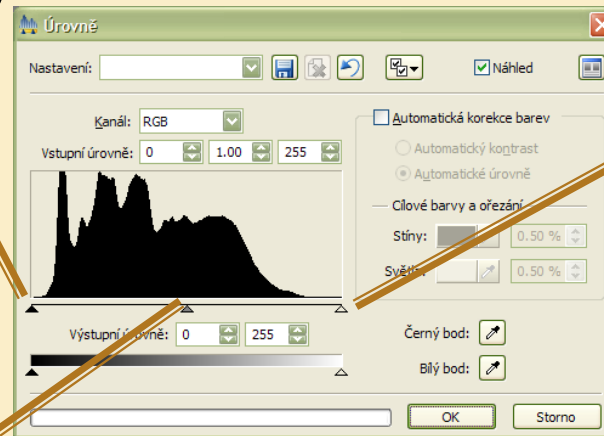 Úrovně
Nastavení:
Náhled
Kanál: RGB
Vstupní úrovně: 0 1.00 255
Automatická korekce barev
Automatický kontrast
Automatické úrovně
Cílové barvy a ořezání
Stíny: 0.50 %
Světla: 0.50 %
Výstupní úrovně: 0 255
Černý bod:
Bílý bod:
OK
Storno